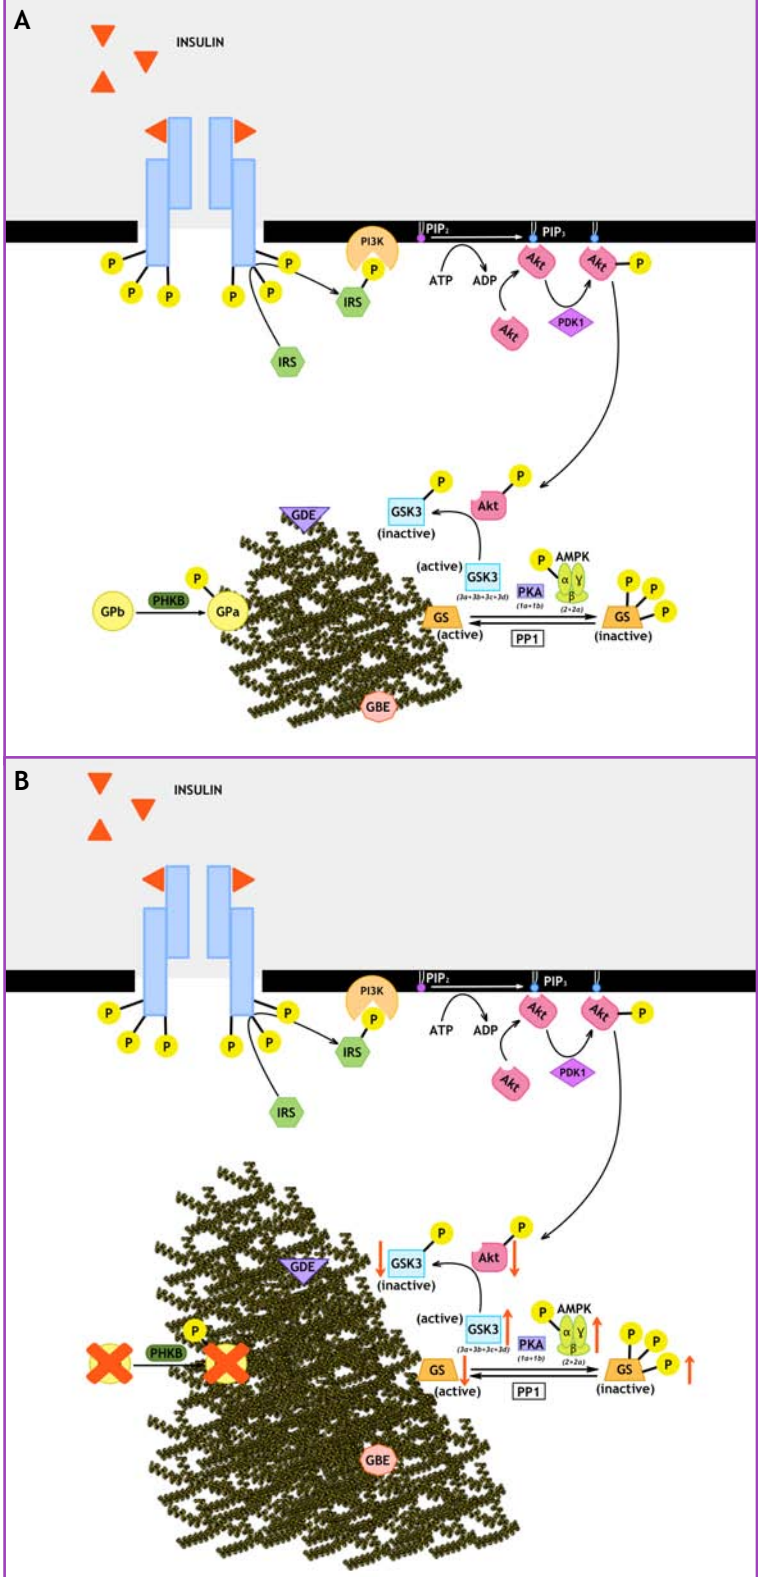 A
INSULIN
PIP₂
PIP₃
PI3K
P
P
P
P
P
P
P
IRS
ATP
ADP
Akt
Akt
P
Akt
PDK1
IRS
P
P
GSK3
Akt
(inactive)
GDE
(active)
GSK3
(3a+3b+3c+3d)
P
AMPK
α γ
β
(2+2a)
PKA
(1a+1b)
P
PHKB
GPb
GPa
GS
(active)
PP1
P
P
P
GS
(inactive)
GBE
B
INSULIN
PIP₂
PIP₃
PI3K
P
P
P
P
P
P
P
IRS
ATP
ADP
Akt
Akt
P
Akt
PDK1
IRS
P
P
GSK3
Akt
(inactive)
GDE
(active)
GSK3
(3a+3b+3c+3d)
P
AMPK
α γ
β
(2+2a)
PKA
(1a+1b)
P
PHKB
GS
(active)
PP1
P
P
P
GS
(inactive)
GBE